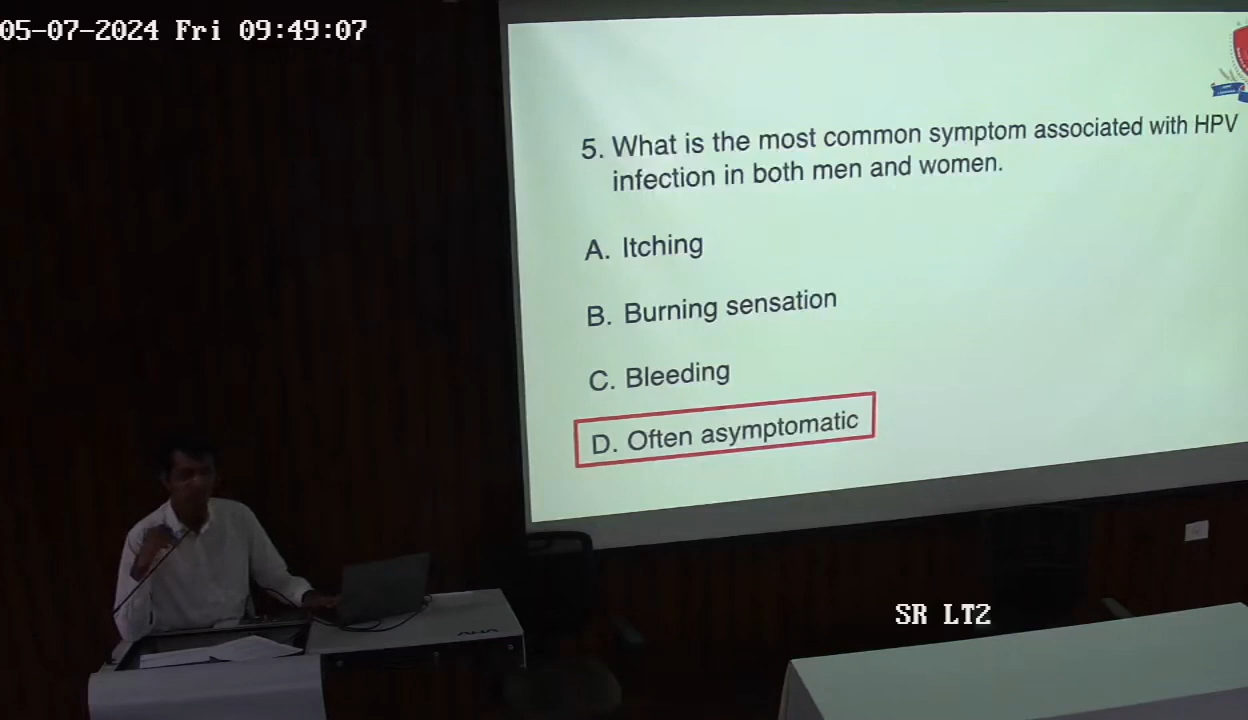 05-07-2024 Fri 09:49:07
5. What is the most common symptom associated with HPV
infection in both men and women.
A. Itching
B. Burning sensation
C. Bleeding
D. Often asymptomatic
SR LT2